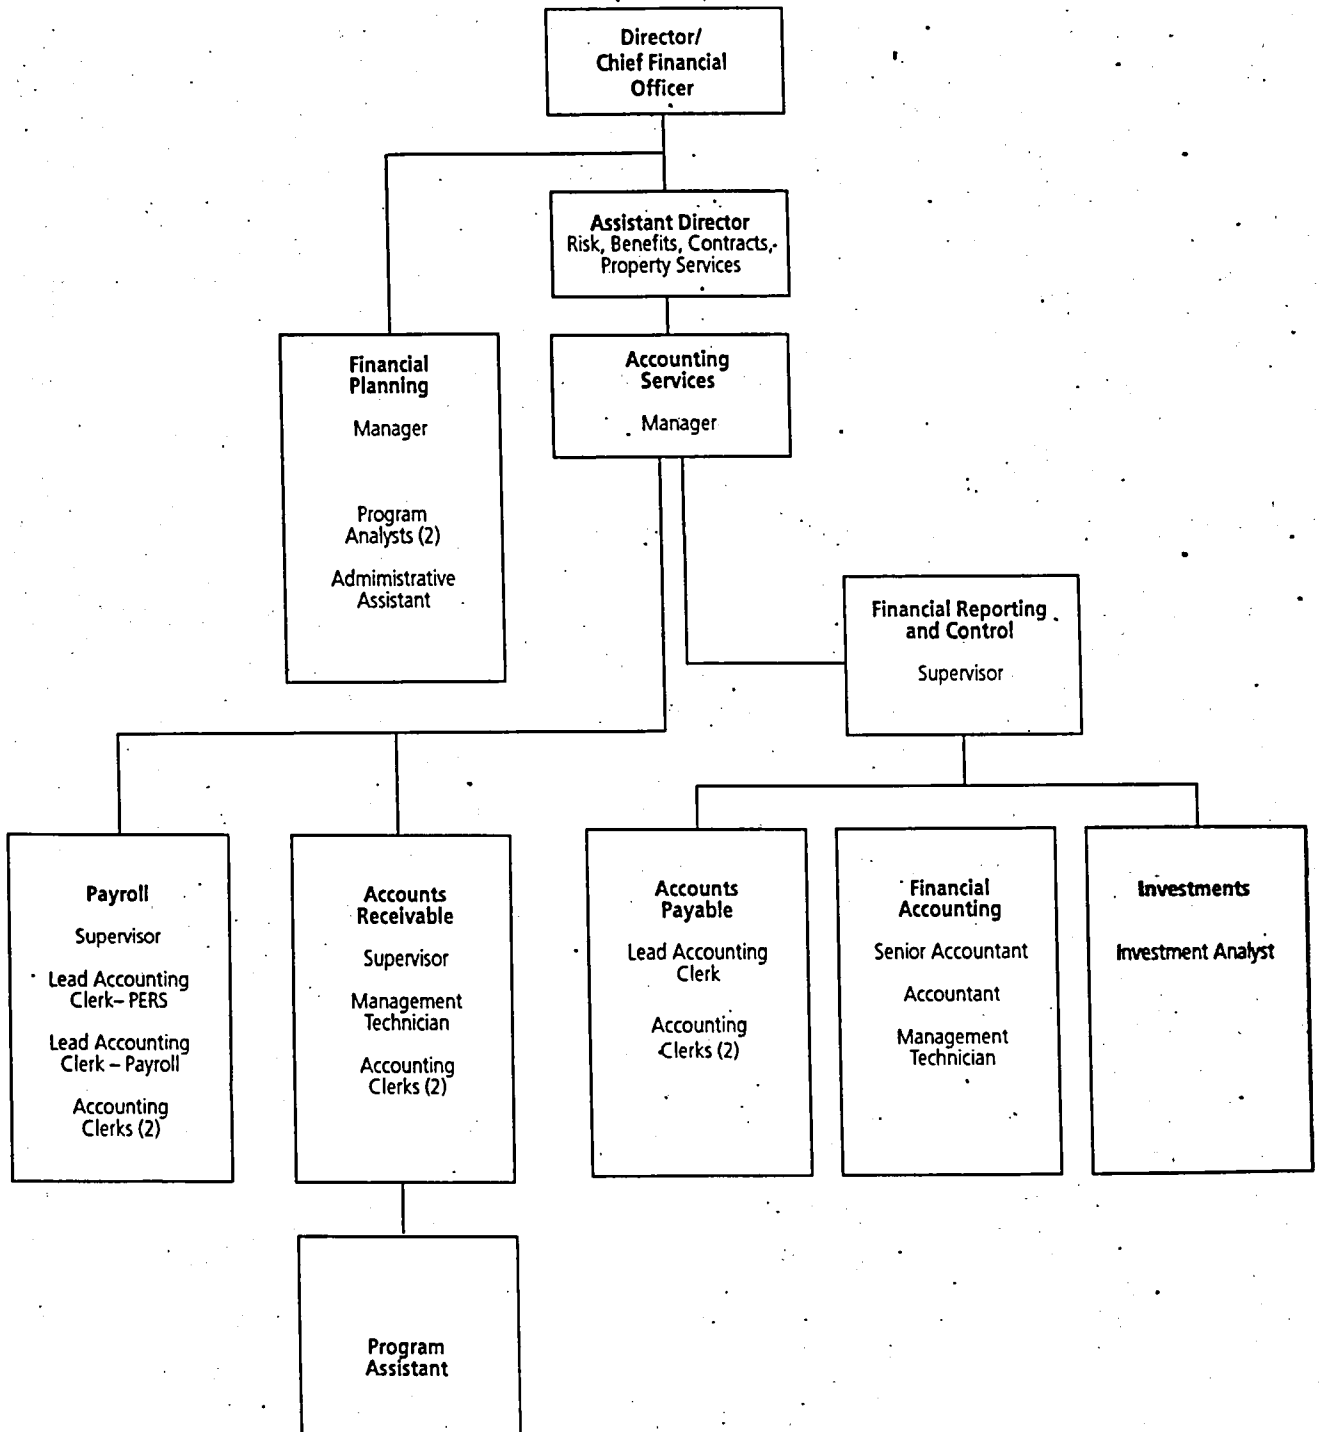 Director/
Chief Financial
Officer
Assistant Director
Risk, Benefits, Contracts,
Property Services
Financial
Planning
Manager
Program
Analysts (2)
Admimistrative
Assistant
Accounting
Services
Manager
Financial Reporting
and Control
Supervisor
Payroll
Supervisor
Lead Accounting
Clerk– PERS
Lead Accounting
Clerk – Payroll
Accounting
Clerks (2)
Accounts
Receivable
Supervisor
Management
Technician
Accounting
Clerks (2)
Accounts
Payable
Lead Accounting
Clerk
Accounting
Clerks (2)
Financial
Accounting
Senior Accountant
Accountant
Management
Technician
Investments
Investment Analyst
Program
Assistant